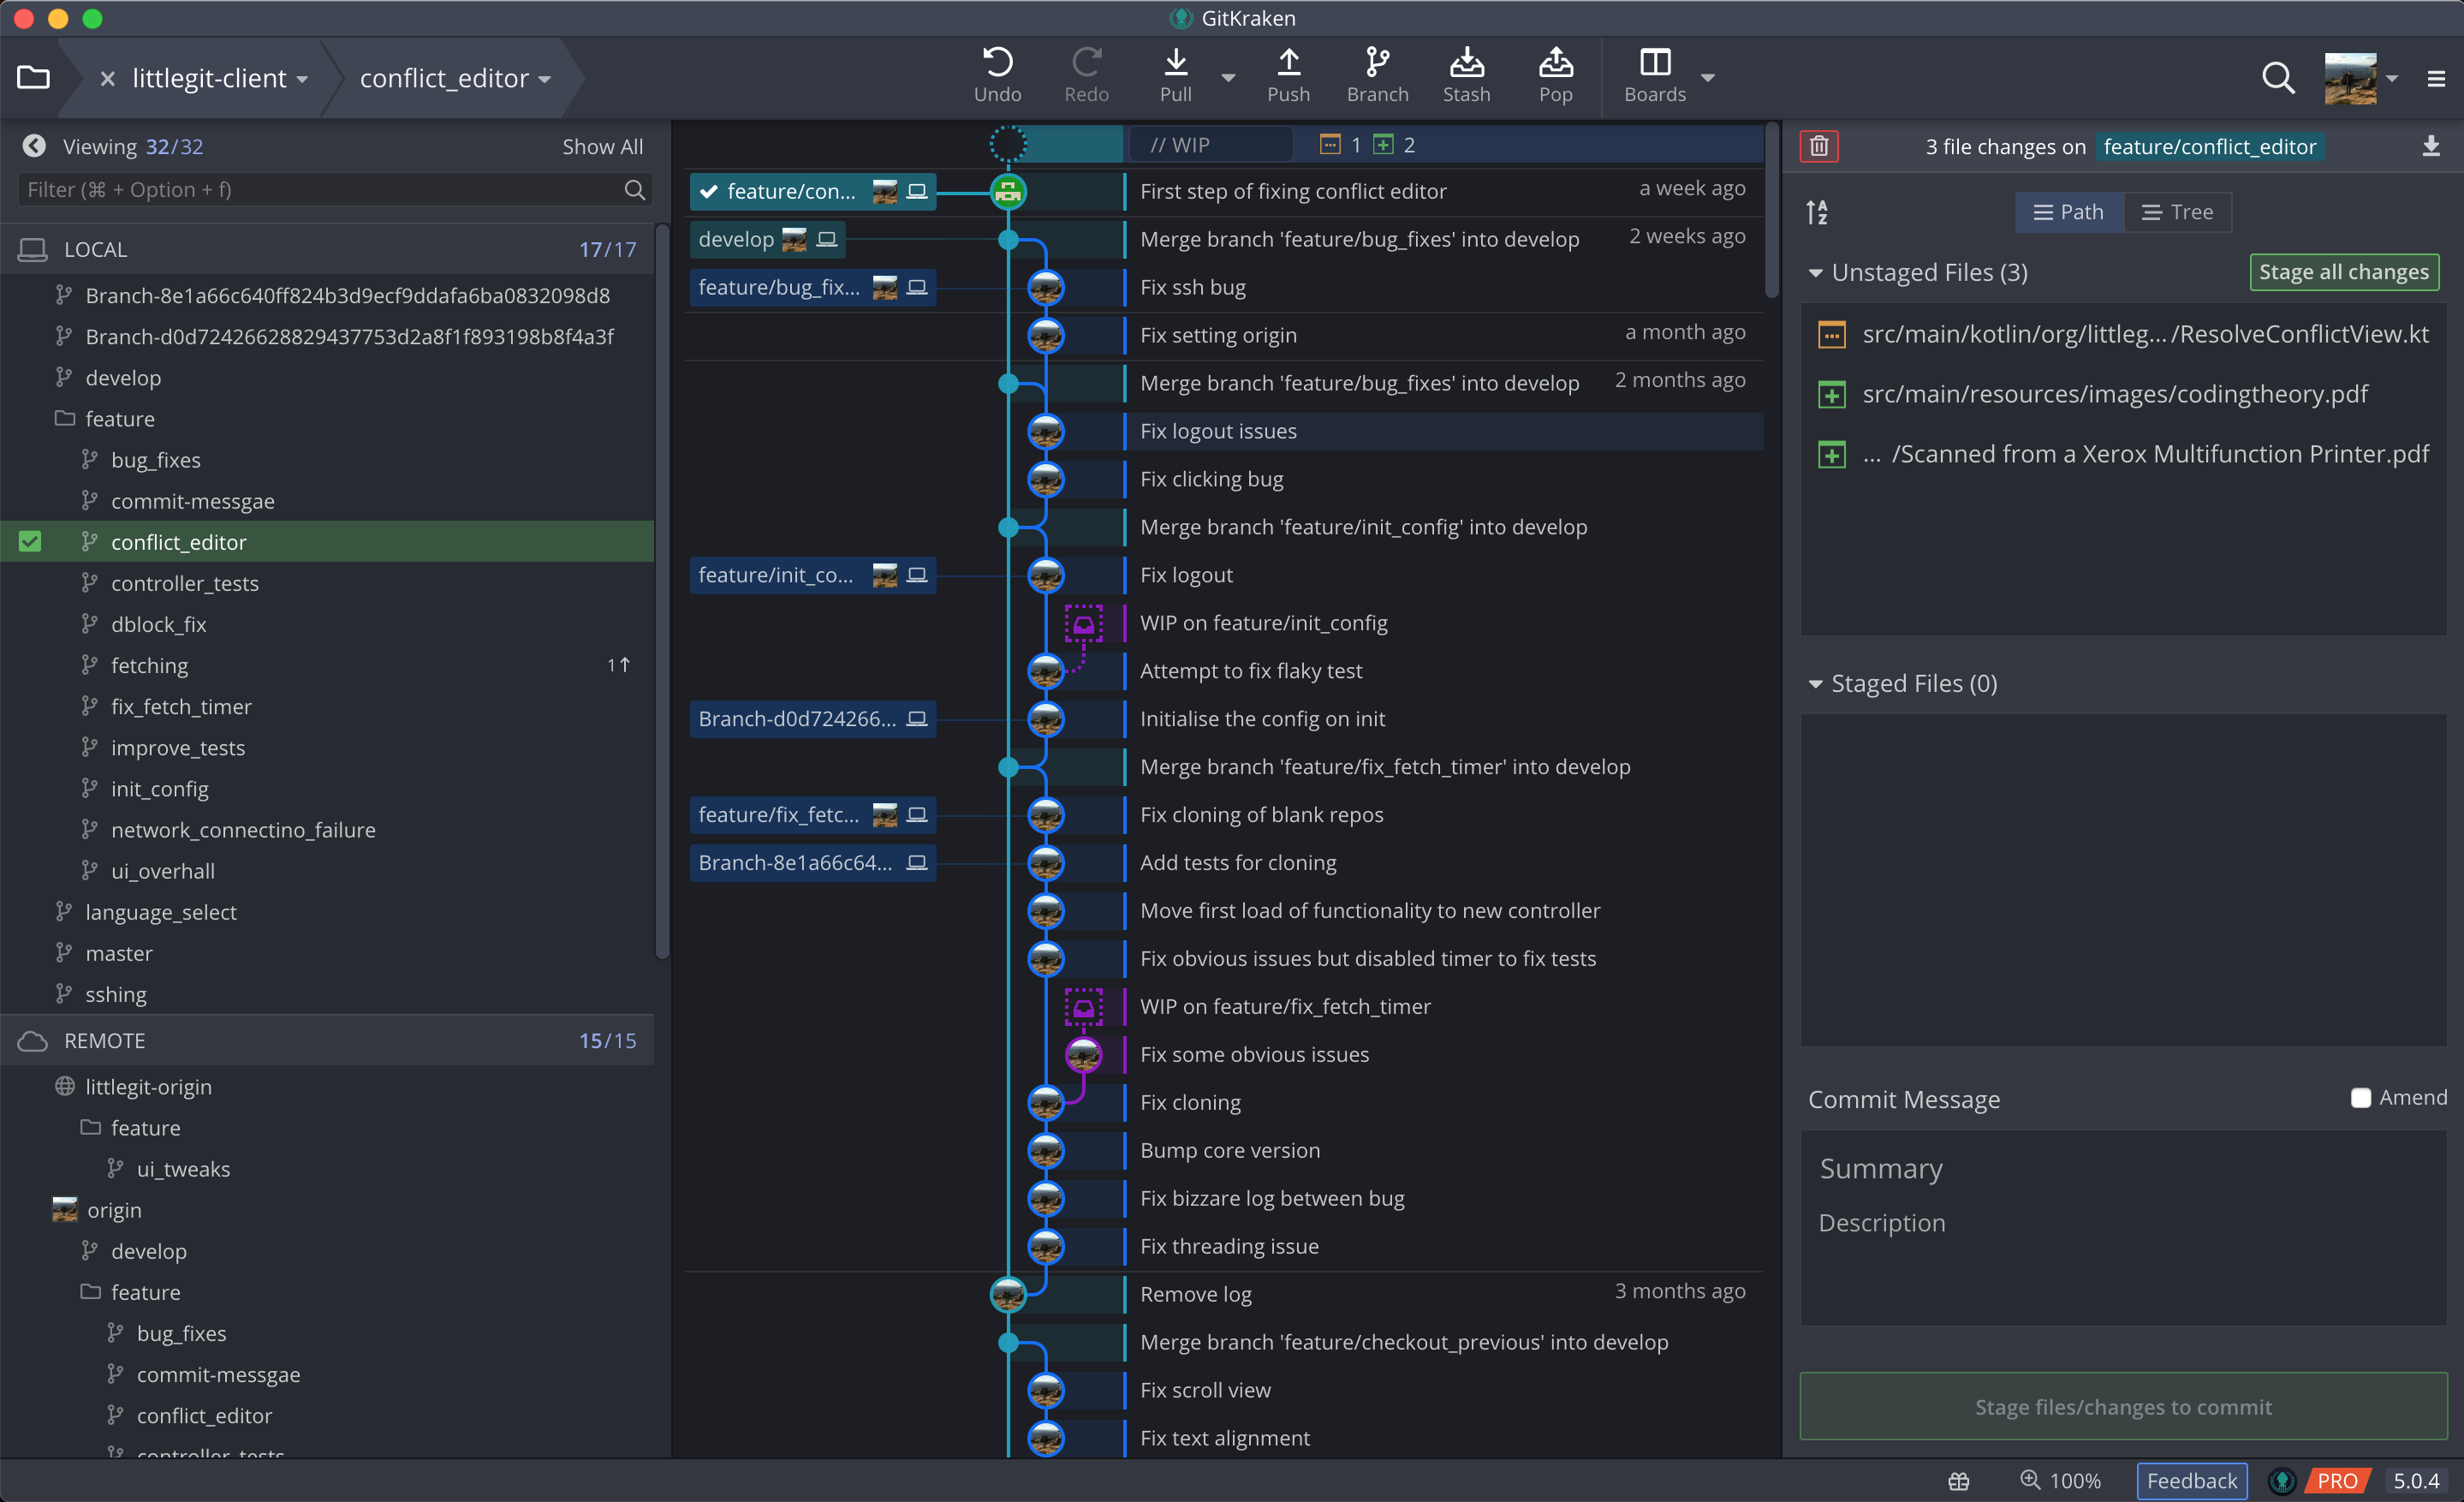 GitKraken
littlegit-client
conflict_editor
Undo
Redo
Pull
Push
Branch
Stash
Pop
Boards
Viewing 32/32
Show All
Filter (⌘ + Option + f)
LOCAL 17/17
Branch-8e1a66c640ff824b3d9ecf9ddafa6ba0832098d8
Branch-d0d72426628829437753d2a8f1f893198b8f4a3f
develop
feature
bug_fixes
commit-messgae
conflict_editor
controller_tests
dblock_fix
fetching 1↑
fix_fetch_timer
improve_tests
init_config
network_connectino_failure
ui_overhall
language_select
master
sshing
REMOTE 15/15
littlegit-origin
feature
ui_tweaks
origin
develop
feature
bug_fixes
commit-messgae
conflict_editor
controller_tests
// WIP 1 2
feature/con... First step of fixing conflict editor a week ago
develop Merge branch 'feature/bug_fixes' into develop 2 weeks ago
feature/bug_fix... Fix ssh bug
Fix setting origin a month ago
Merge branch 'feature/bug_fixes' into develop 2 months ago
Fix logout issues
Fix clicking bug
Merge branch 'feature/init_config' into develop
feature/init_co... Fix logout
WIP on feature/init_config
Attempt to fix flaky test
Branch-d0d724266... Initialise the config on init
Merge branch 'feature/fix_fetch_timer' into develop
feature/fix_fetc... Fix cloning of blank repos
Branch-8e1a66c64... Add tests for cloning
Move first load of functionality to new controller
Fix obvious issues but disabled timer to fix tests
WIP on feature/fix_fetch_timer
Fix some obvious issues
Fix cloning
Bump core version
Fix bizzare log between bug
Fix threading issue
Remove log 3 months ago
Merge branch 'feature/checkout_previous' into develop
Fix scroll view
Fix text alignment
3 file changes on feature/conflict_editor
A
Z
Path
Tree
Unstaged Files (3)
Stage all changes
src/main/kotlin/org/littleg... /ResolveConflictView.kt
src/main/resources/images/codingtheory.pdf
... /Scanned from a Xerox Multifunction Printer.pdf
Staged Files (0)
Commit Message
Amend
Summary
Description
Stage files/changes to commit
100%
Feedback
PRO
5.0.4